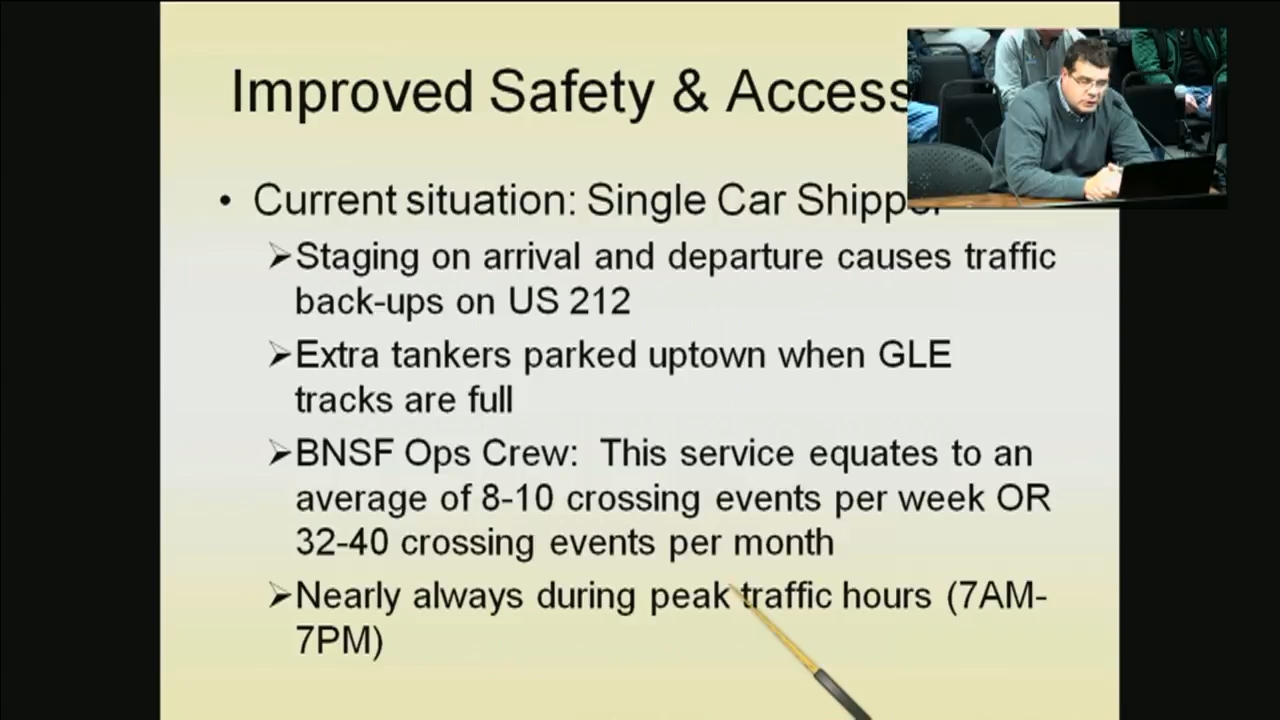 Improved Safety & Access
• Current situation: Single Car Shipper
➢Staging on arrival and departure causes traffic
back-ups on US 212
➢Extra tankers parked uptown when GLE
tracks are full
➢BNSF Ops Crew: This service equates to an
average of 8-10 crossing events per week OR
32-40 crossing events per month
➢Nearly always during peak traffic hours (7AM-
7PM)